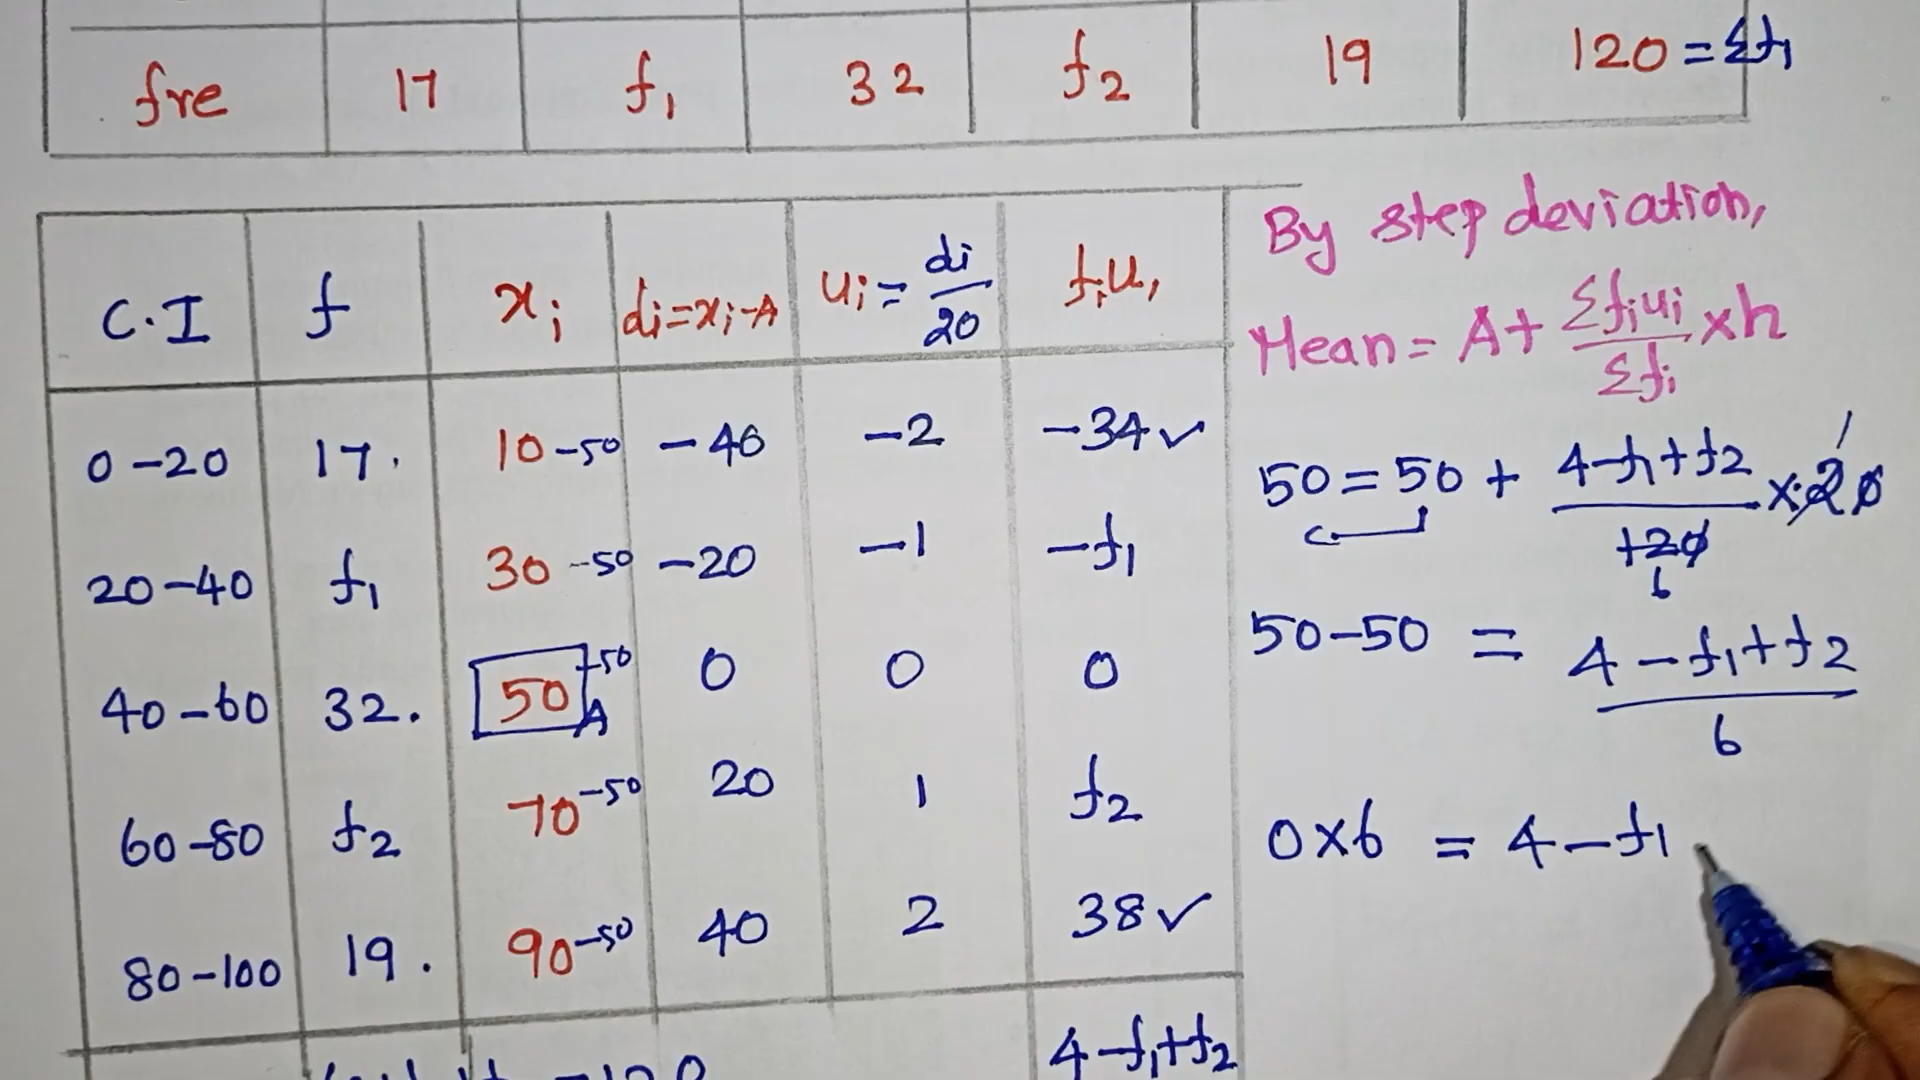 fre 17 f₁ 32 f₂ 19 120 = Σf₁
C.I f xᵢ dᵢ=xᵢ-A uᵢ=dᵢ/20 fᵢuᵢ
0-20 17. 10-50 -40 -2 -34✓
20-40 f₁ 30-50 -20 -1 -f₁
40-60 32. 50-50 A 0 0 0
60-80 f₂ 70-50 20 1 f₂
80-100 19. 90-50 40 2 38✓
4-f₁+f₂
By step deviation,
Mean = A+ Σfᵢuᵢ/Σfᵢ xh
50=50 + 4-f₁+f₂/120 x 20
1
6
50-50 = 4-f₁+f₂/6
0x6 = 4-f₁